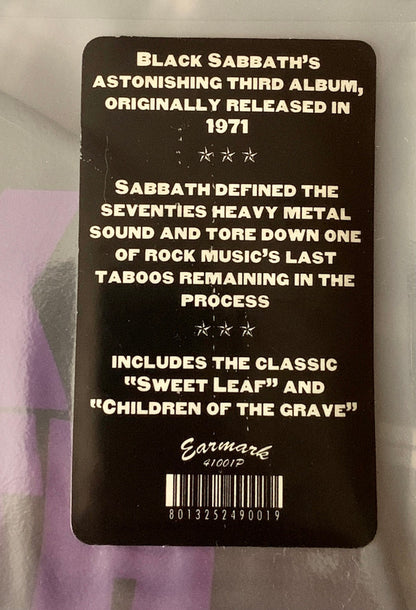 Black Sabbath's
astonishing third album,
originally released in
1971
Sabbath defined the
seventies heavy metal
sound and tore down one
of rock music's last
taboos remaining in the
process
includes the classic
"Sweet Leaf" and
"Children of the grave"
Earmark
41001P
8013252490019